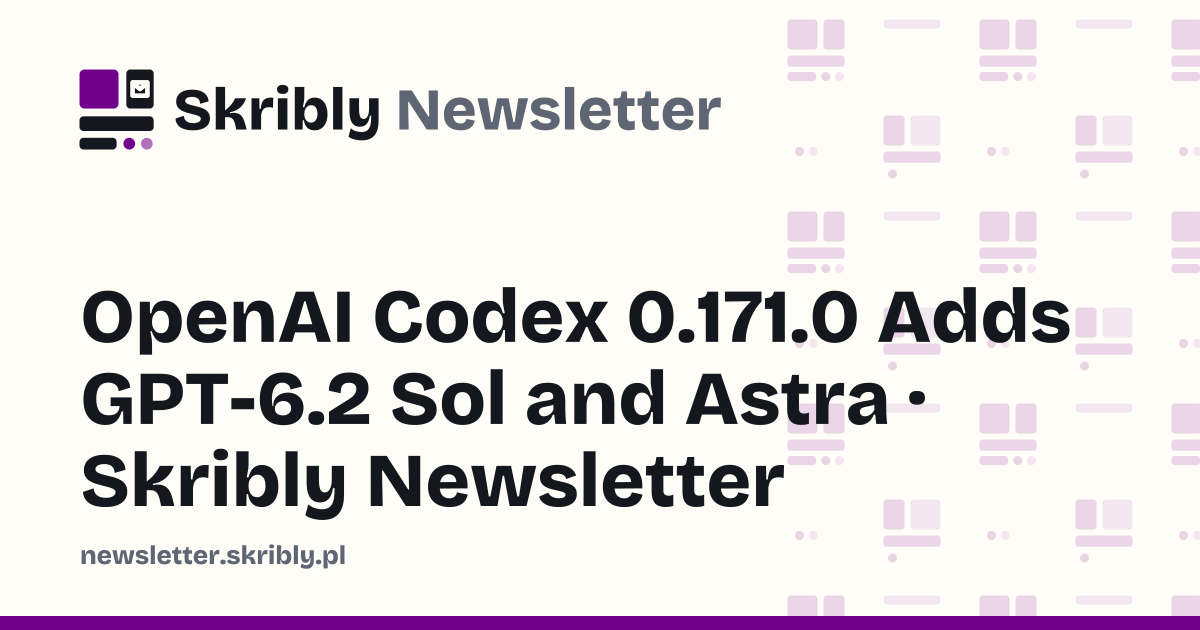 Skribly Newsletter
OpenAI Codex 0.171.0 Adds
GPT-6.2 Sol and Astra ·
Skribly Newsletter
newsletter.skribly.pl